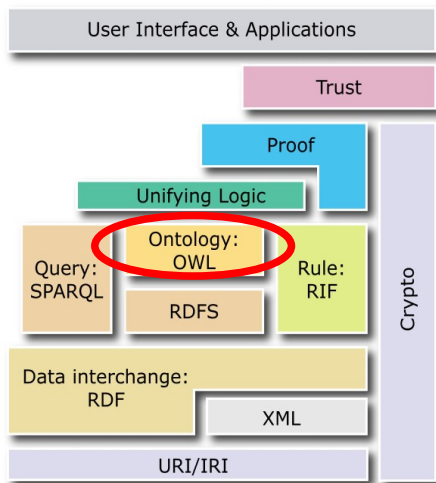 User Interface & Applications
Trust
Proof
Unifying Logic
Ontology:
OWL
Query:
SPARQL
Rule:
RIF
RDFS
Crypto
Data interchange:
RDF
XML
URI/IRI